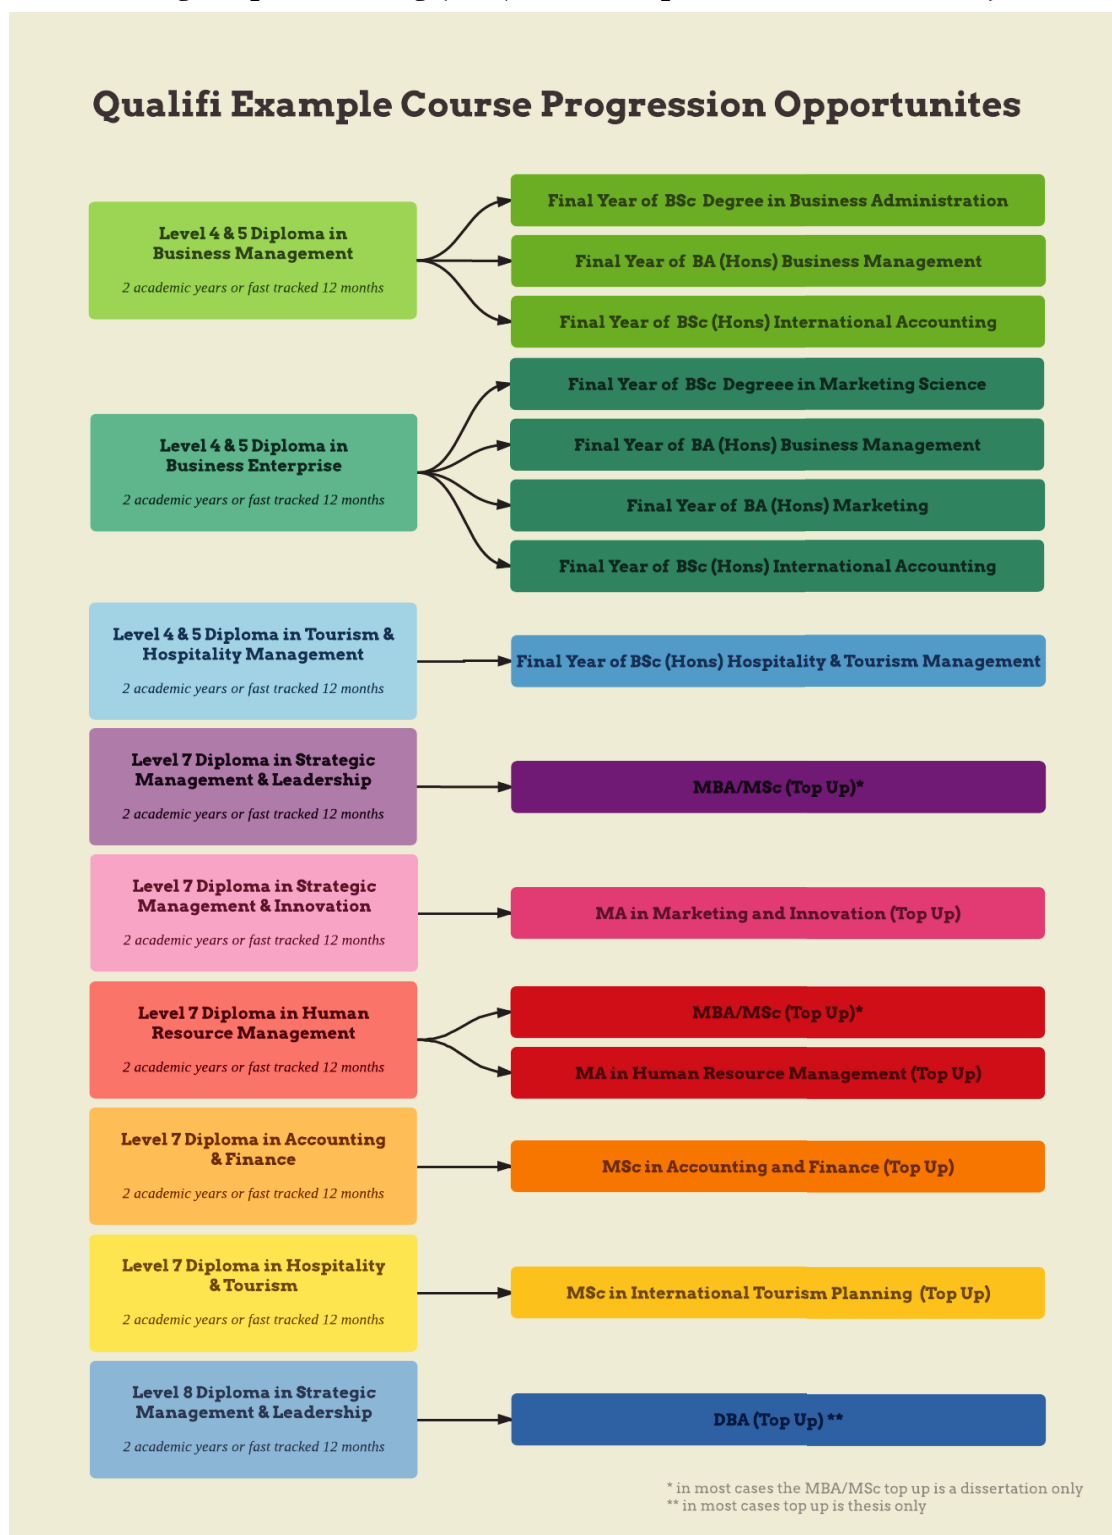 Qualifi Example Course Progression Opportunites
Level 4 & 5 Diploma in
Business Management
2 academic years or fast tracked 12 months
Final Year of BSc Degree in Business Administration
Final Year of BA (Hons) Business Management
Final Year of BSc (Hons) International Accounting
Level 4 & 5 Diploma in
Business Enterprise
2 academic years or fast tracked 12 months
Final Year of BSc Degreee in Marketing Science
Final Year of BA (Hons) Business Management
Final Year of BA (Hons) Marketing
Final Year of BSc (Hons) International Accounting
Level 4 & 5 Diploma in Tourism &
Hospitality Management
2 academic years or fast tracked 12 months
Final Year of BSc (Hons) Hospitality & Tourism Management
Level 7 Diploma in Strategic
Management & Leadership
2 academic years or fast tracked 12 months
MBA/MSc (Top Up)*
Level 7 Diploma in Strategic
Management & Innovation
2 academic years or fast tracked 12 months
MA in Marketing and Innovation (Top Up)
Level 7 Diploma in Human
Resource Management
2 academic years or fast tracked 12 months
MBA/MSc (Top Up)*
MA in Human Resource Management (Top Up)
Level 7 Diploma in Accounting
& Finance
2 academic years or fast tracked 12 months
MSc in Accounting and Finance (Top Up)
Level 7 Diploma in Hospitality
& Tourism
2 academic years or fast tracked 12 months
MSc in International Tourism Planning (Top Up)
Level 8 Diploma in Strategic
Management & Leadership
2 academic years or fast tracked 12 months
DBA (Top Up) **
* in most cases the MBA/MSc top up is a dissertation only
** in most cases top up is thesis only